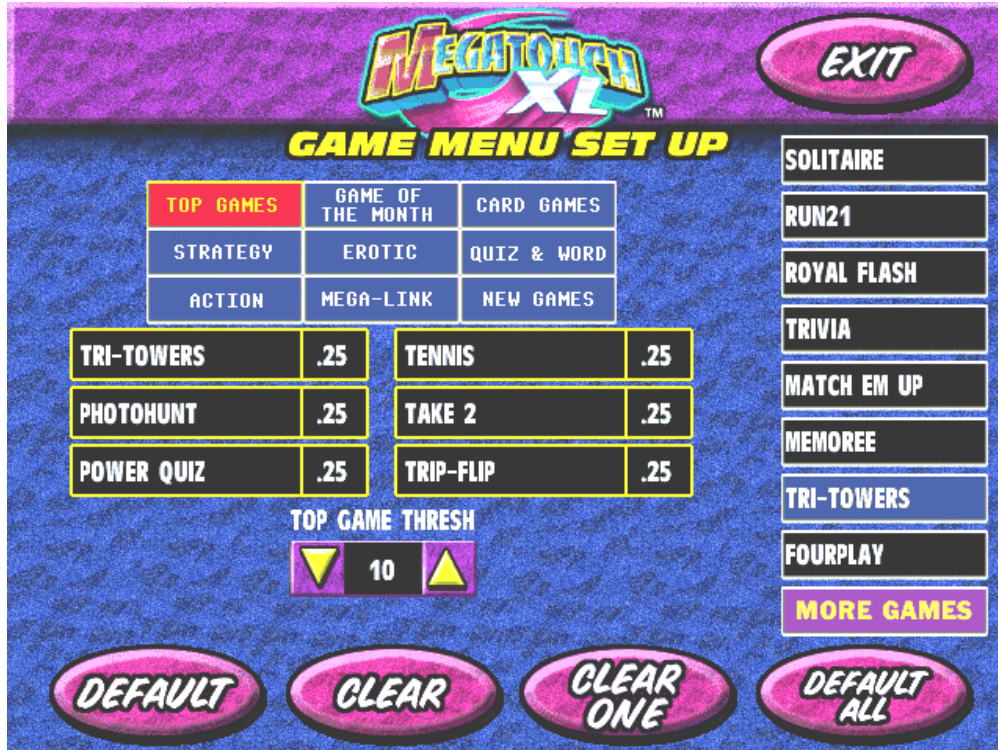 MEGATOUCH
XL
TM
EXIT
GAME MENU SET UP
TOP GAMES
GAME OF
THE MONTH
CARD GAMES
STRATEGY
EROTIC
QUIZ & WORD
ACTION
MEGA-LINK
NEW GAMES
TRI-TOWERS .25
TENNIS .25
PHOTOHUNT .25
TAKE 2 .25
POWER QUIZ .25
TRIP-FLIP .25
TOP GAME THRESH
10
SOLITAIRE
RUN21
ROYAL FLASH
TRIVIA
MATCH EM UP
MEMOREE
TRI-TOWERS
FOURPLAY
MORE GAMES
DEFAULT
CLEAR
CLEAR
ONE
DEFAULT
ALL